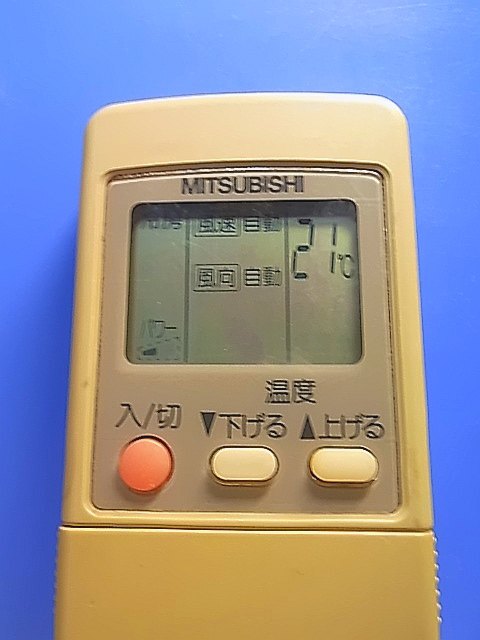 MITSUBISHI
風速 自動 21℃
風向 自動
パワー
温度
入/切 ▼下げる ▲上げる